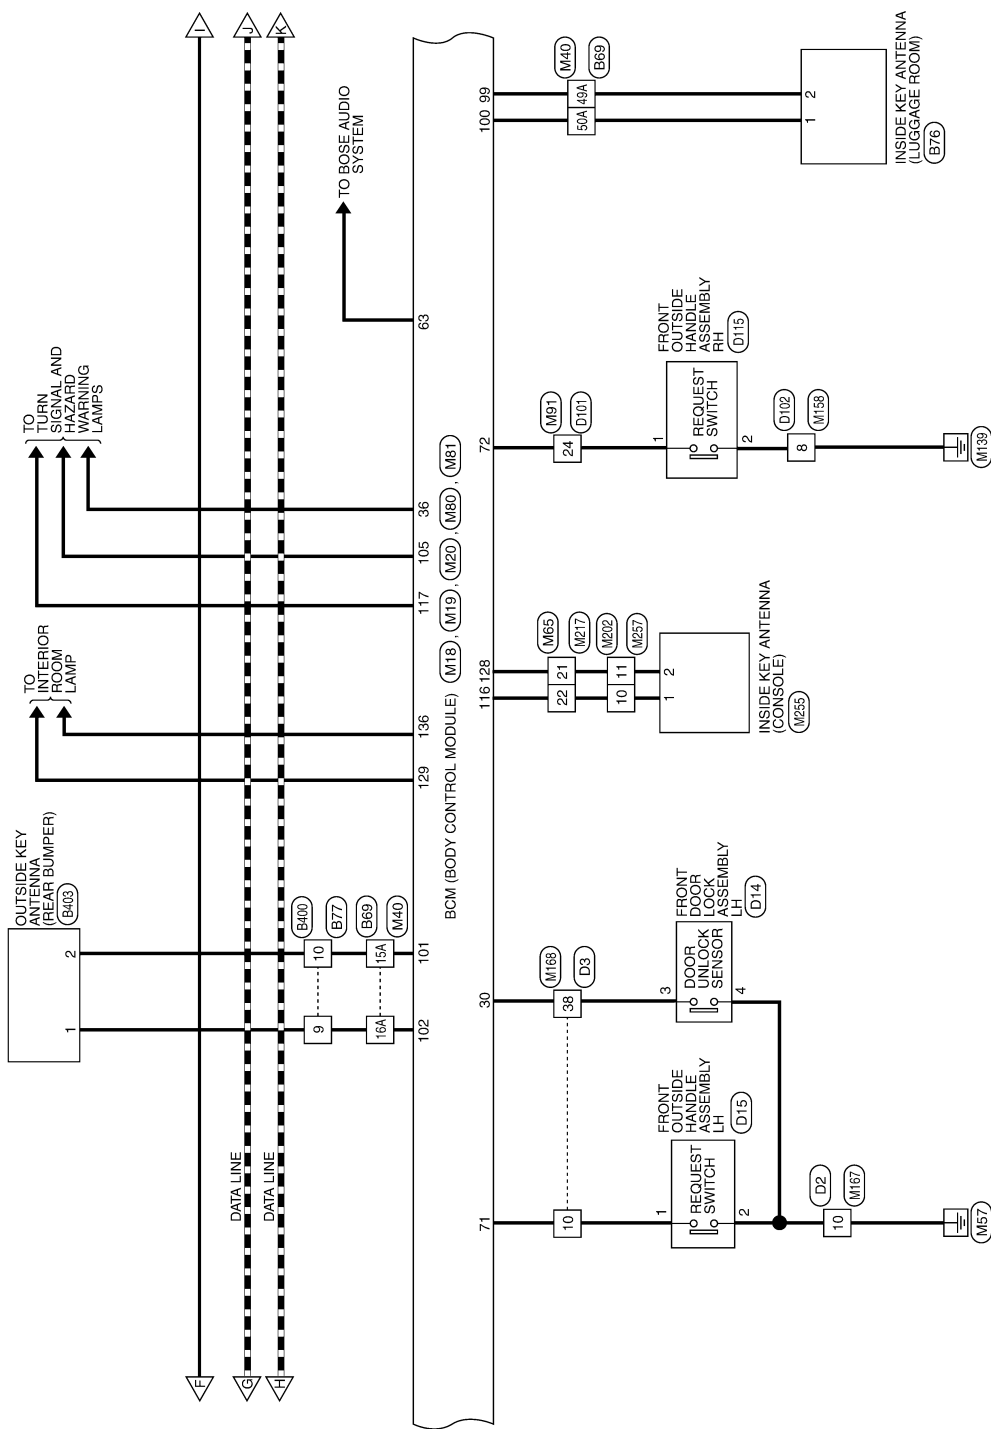 F
G
H
DATA LINE
DATA LINE
I
J
K
OUTSIDE KEY
ANTENNA
(REAR BUMPER)
B403
1
2
9
10
B400
B77
16A
15A
B69
M40
102
101
TO
INTERIOR
ROOM
LAMP
129
136
TO
TURN
SIGNAL AND
HAZARD
WARNING
LAMPS
117
105
36
TO BOSE AUDIO
SYSTEM
63
BCM (BODY CONTROL MODULE) M18 , M19 , M20 , M80 , M81
71
30
116
128
72
100
99
10
38
M168
D3
1
REQUEST
SWITCH
2
FRONT
OUTSIDE
HANDLE
ASSEMBLY
LH
D15
3
DOOR
UNLOCK
SENSOR
4
FRONT
DOOR
LOCK
ASSEMBLY
LH
D14
10
D2
M167
M57
22
21
M65
M217
10
11
M202
M257
1
2
INSIDE KEY ANTENNA
(CONSOLE)
M255
24
M91
D101
1
REQUEST
SWITCH
2
FRONT
OUTSIDE
HANDLE
ASSEMBLY
RH
D115
8
D102
M158
M139
50A
49A
M40
B69
1
2
INSIDE KEY ANTENNA
(LUGGAGE ROOM)
B76